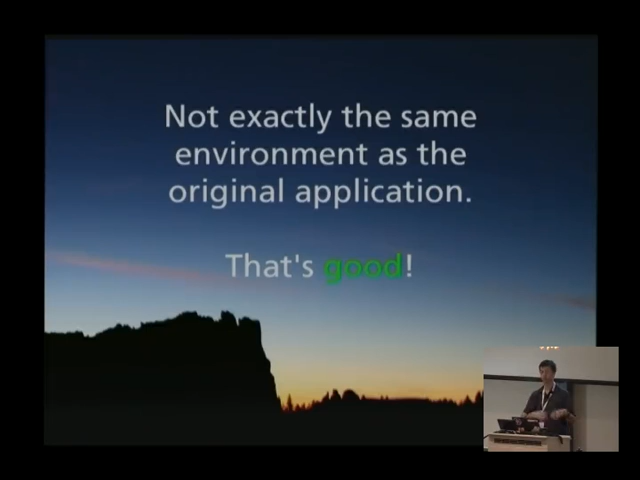 Not exactly the same
environment as the
original application.
That's good!